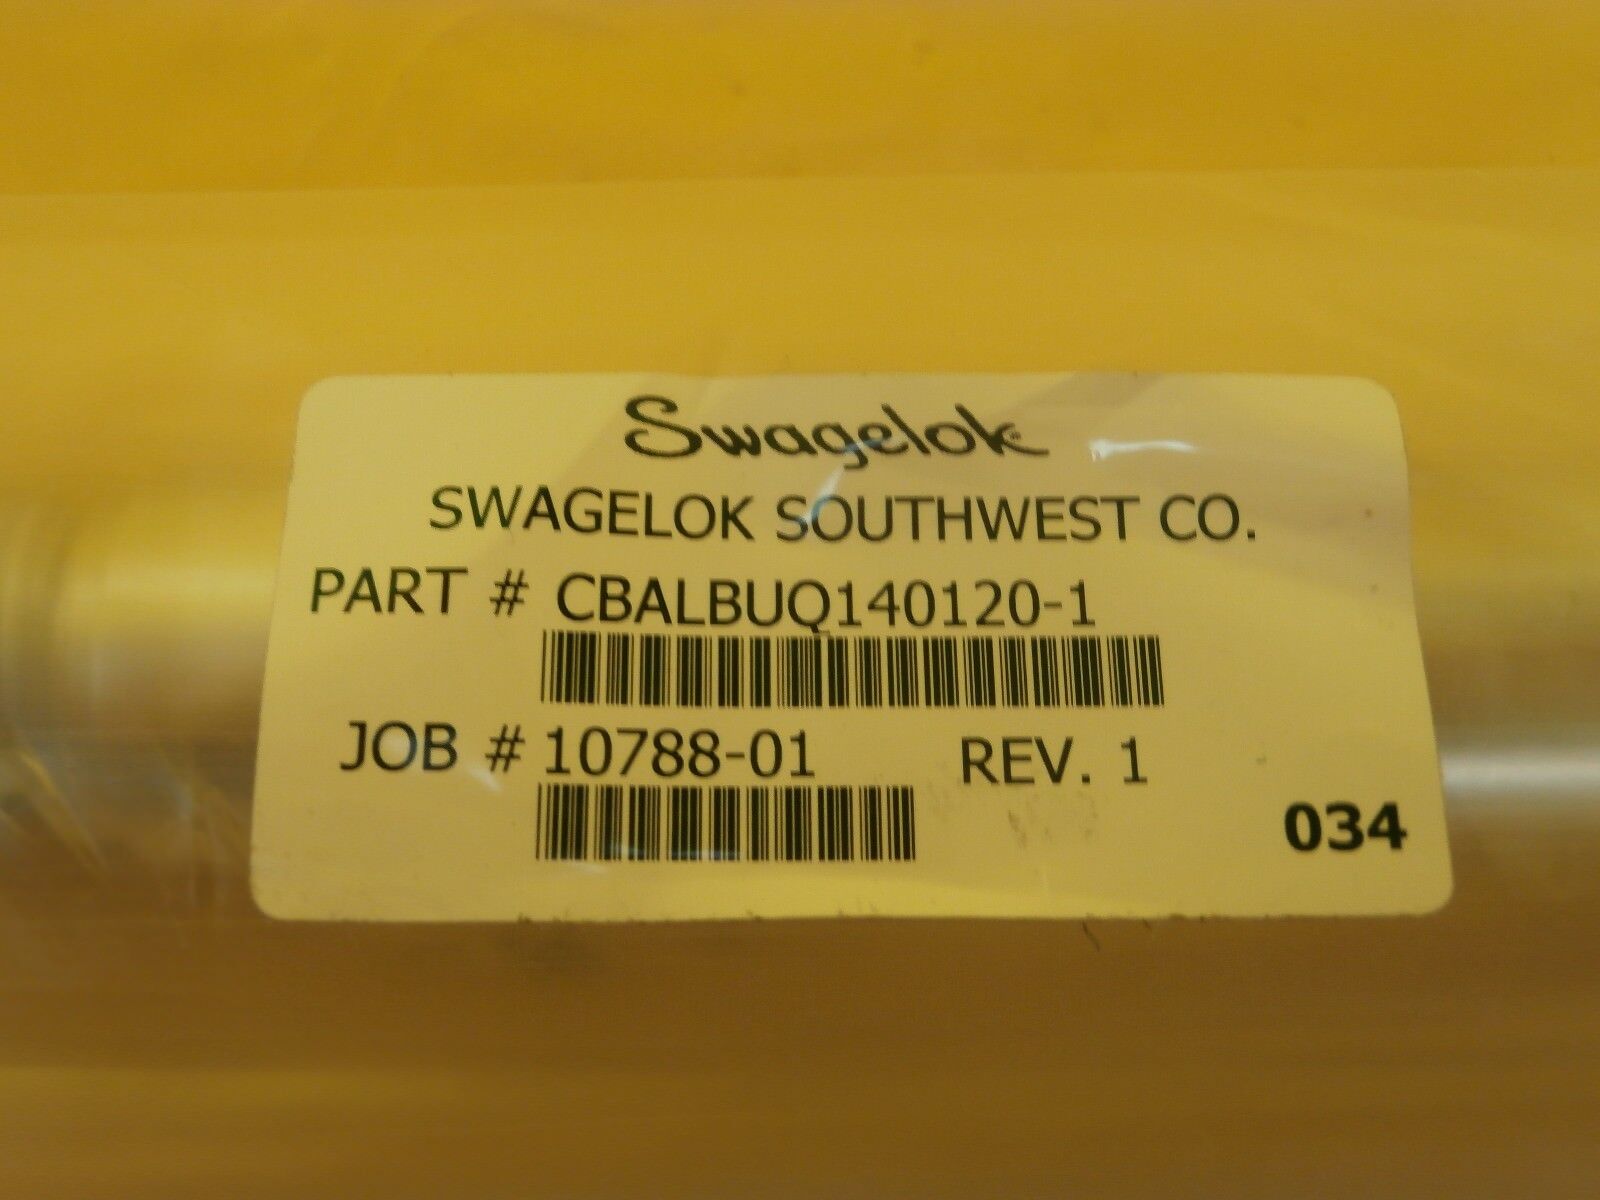 Swagelok®
SWAGELOK SOUTHWEST CO.
PART # CBALBUQ140120-1
JOB # 10788-01 REV. 1
034